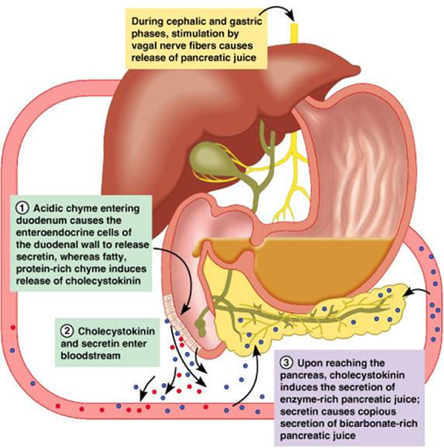 During cephalic and gastric
phases, stimulation by
vagal nerve fibers causes
release of pancreatic juice
① Acidic chyme entering
duodenum causes the
enteroendocrine cells of
the duodenal wall to release
secretin, whereas fatty,
protein-rich chyme induces
release of cholecystokinin
② Cholecystokinin
and secretin enter
bloodstream
③ Upon reaching the
pancreas, cholecystokinin
induces the secretion of
enzyme-rich pancreatic juice;
secretin causes copious
secretion of bicarbonate-rich
pancreatic juice